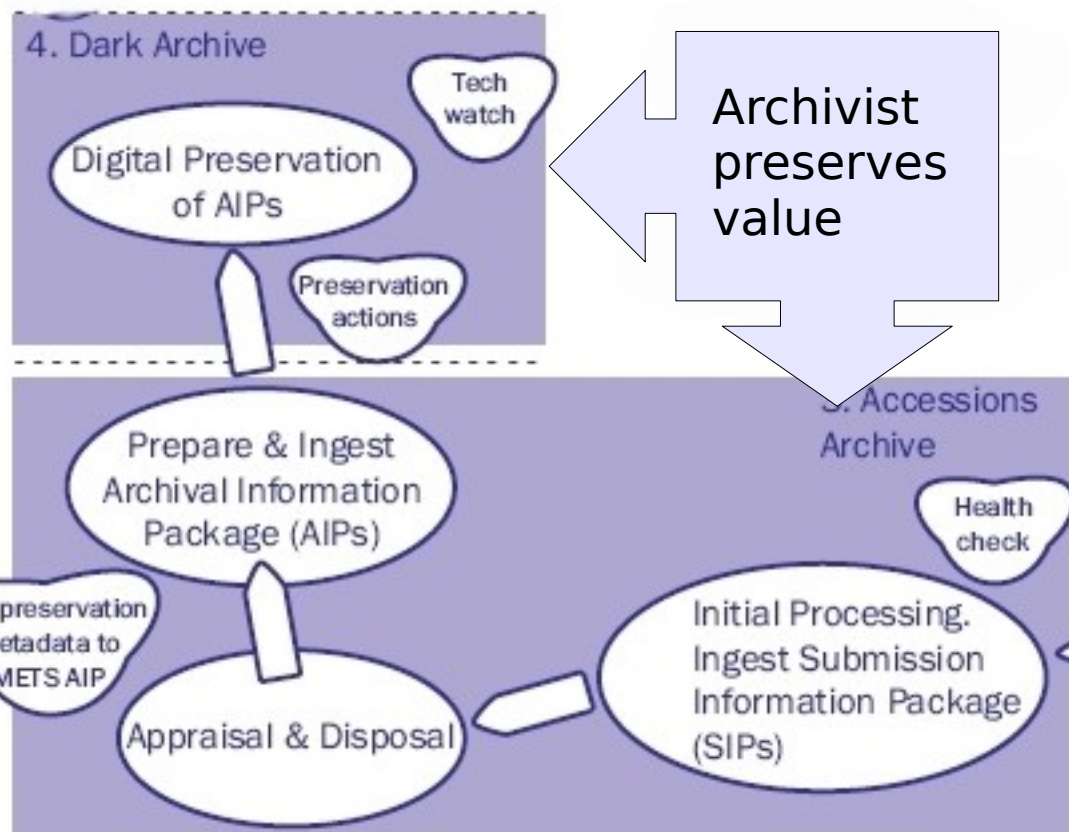 4. Dark Archive
Tech
watch
Digital Preservation
of AIPs
Preservation
actions
Archivist
preserves
value
Accessions
Archive
Prepare & Ingest
Archival Information
Package (AIPs)
Health
check
preservation
etadata to
METS AIP
Initial Processing.
Ingest Submission
Information Package
(SIPs)
Appraisal & Disposal